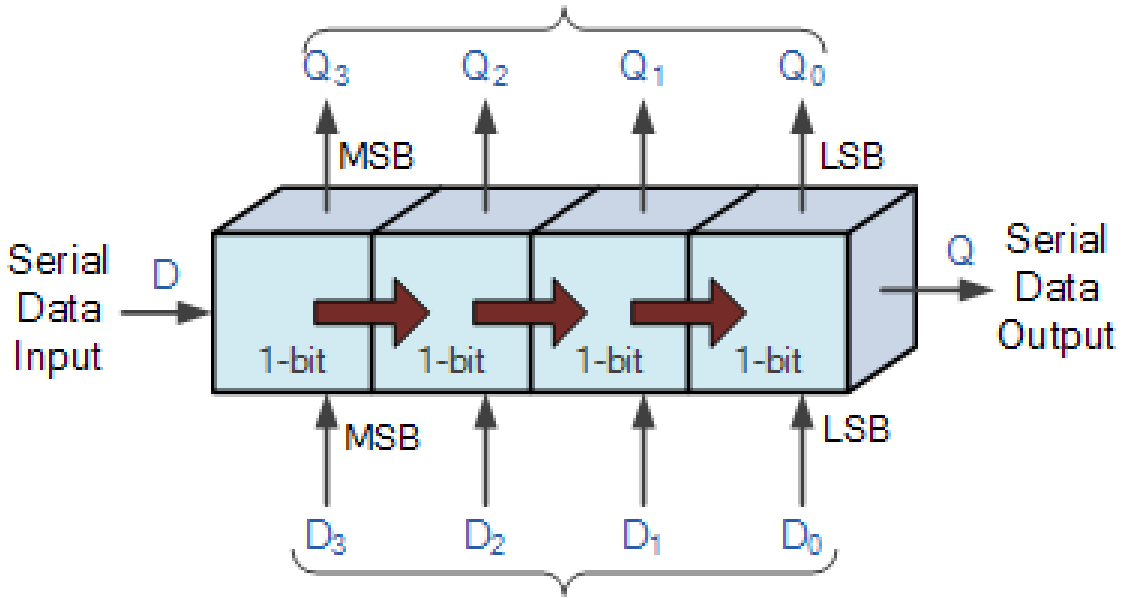 Q₃ Q₂ Q₁ Q₀
MSB LSB
Serial
Data
Input
D
Q
Serial
Data
Output
1-bit 1-bit 1-bit 1-bit
MSB LSB
D₃ D₂ D₁ D₀